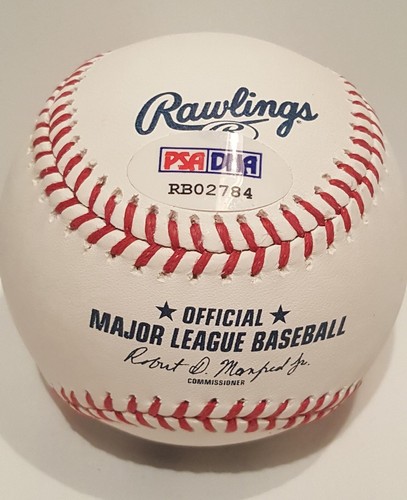 Rawlings
R
PSA DNA
RB02784
★ OFFICIAL ★
MAJOR LEAGUE BASEBALL
Robert D. Manfred Jr.
COMMISSIONER